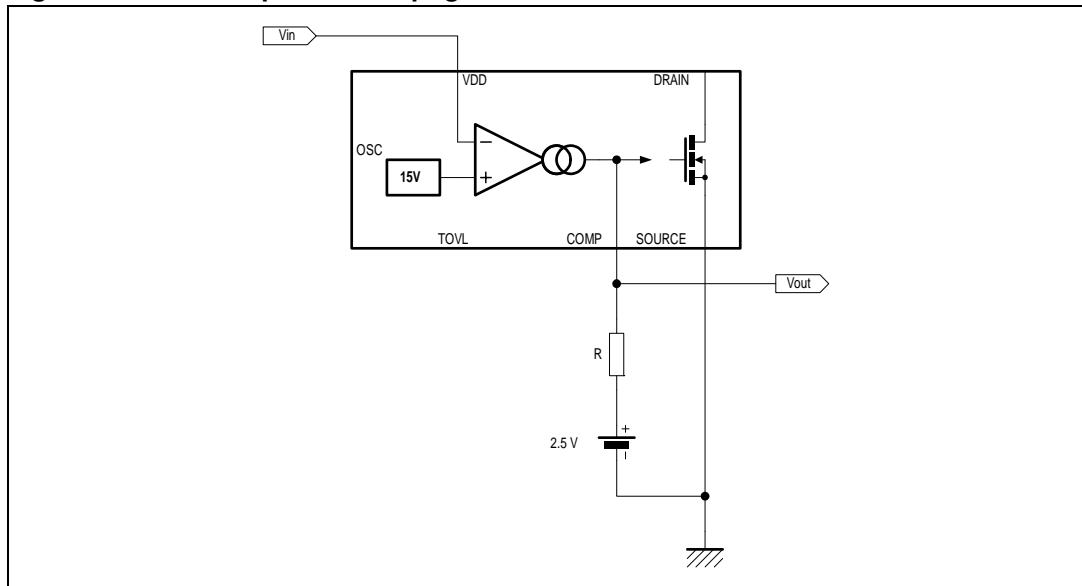 Vin
VDD
DRAIN
OSC
15V
−
+
TOVL
COMP
SOURCE
Vout
R
2.5 V
+
-